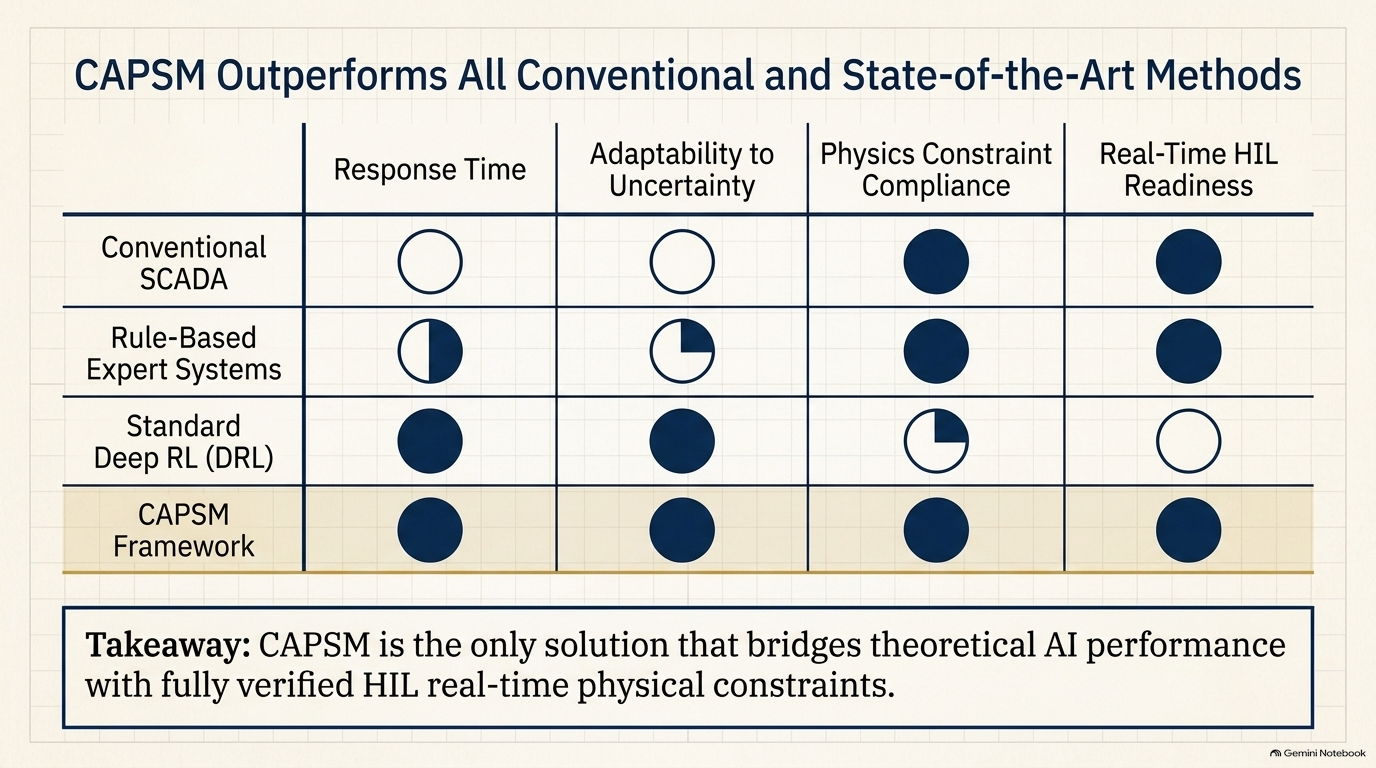 CAPSM Outperforms All Conventional and State-of-the-Art Methods
Response Time
Adaptability to
Uncertainty
Physics Constraint
Compliance
Real-Time HIL
Readiness
Conventional
SCADA
Rule-Based
Expert Systems
Standard
Deep RL (DRL)
CAPSM
Framework
Takeaway: CAPSM is the only solution that bridges theoretical AI performance
with fully verified HIL real-time physical constraints.
Gemini Notebook